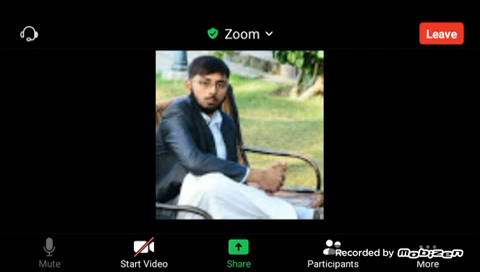 Zoom
Leave
Mute
Start Video
Share
Participants
More
Recorded by MOBIZEN